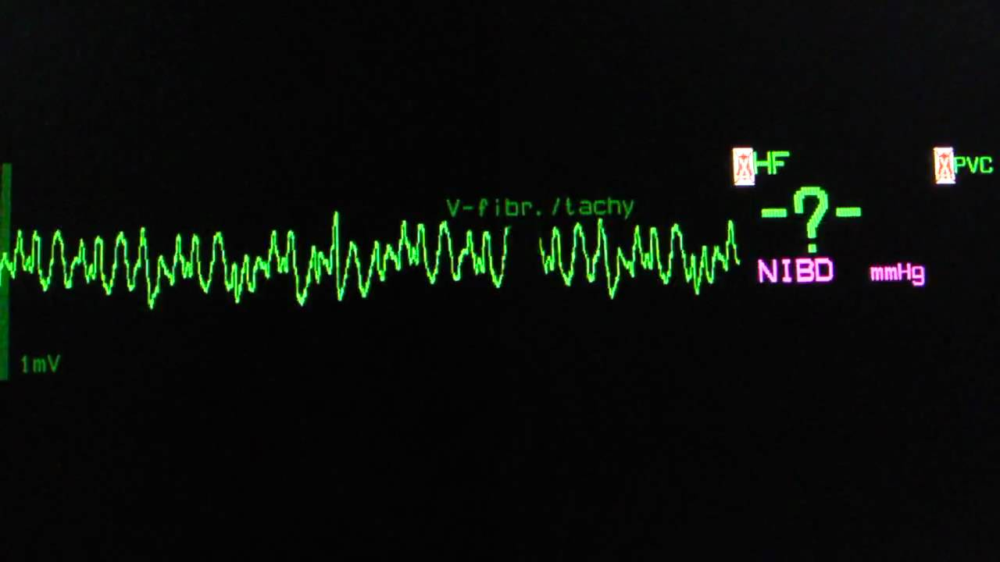 HF
PVC
V-fibr./tachy
-?-
NIBD mmHg
1mV